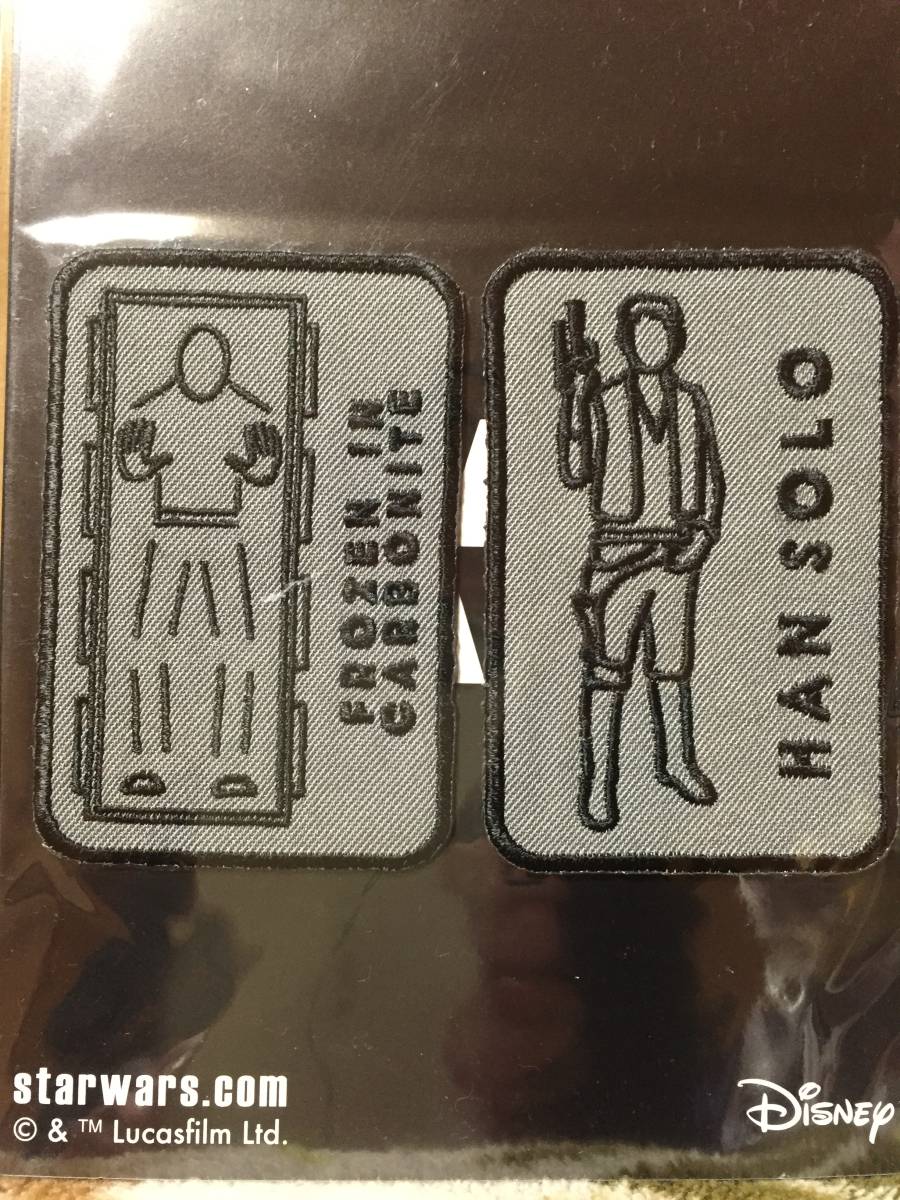 FROZEN IN
CARBONITE
HAN SOLO
starwars.com
© & ™ Lucasfilm Ltd.
Disney